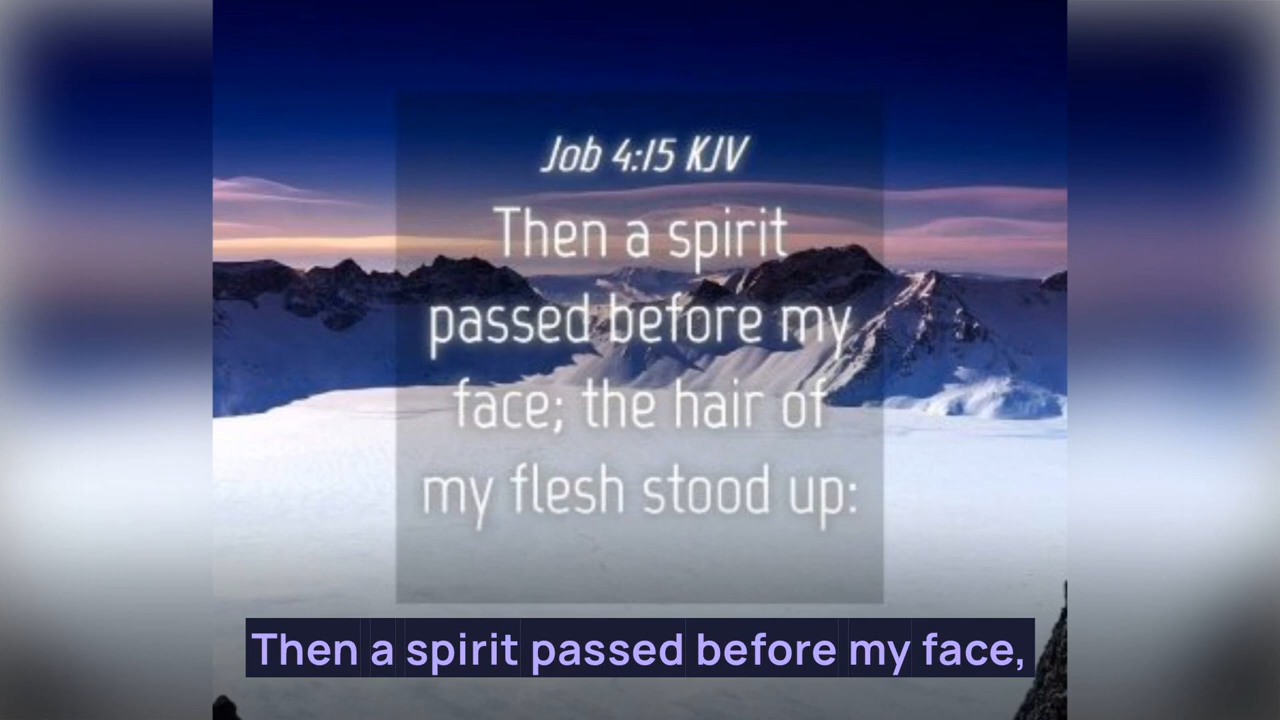 Job 4:15 KJV
Then a spirit
passed before my
face; the hair of
my flesh stood up:
Then a spirit passed before my face,